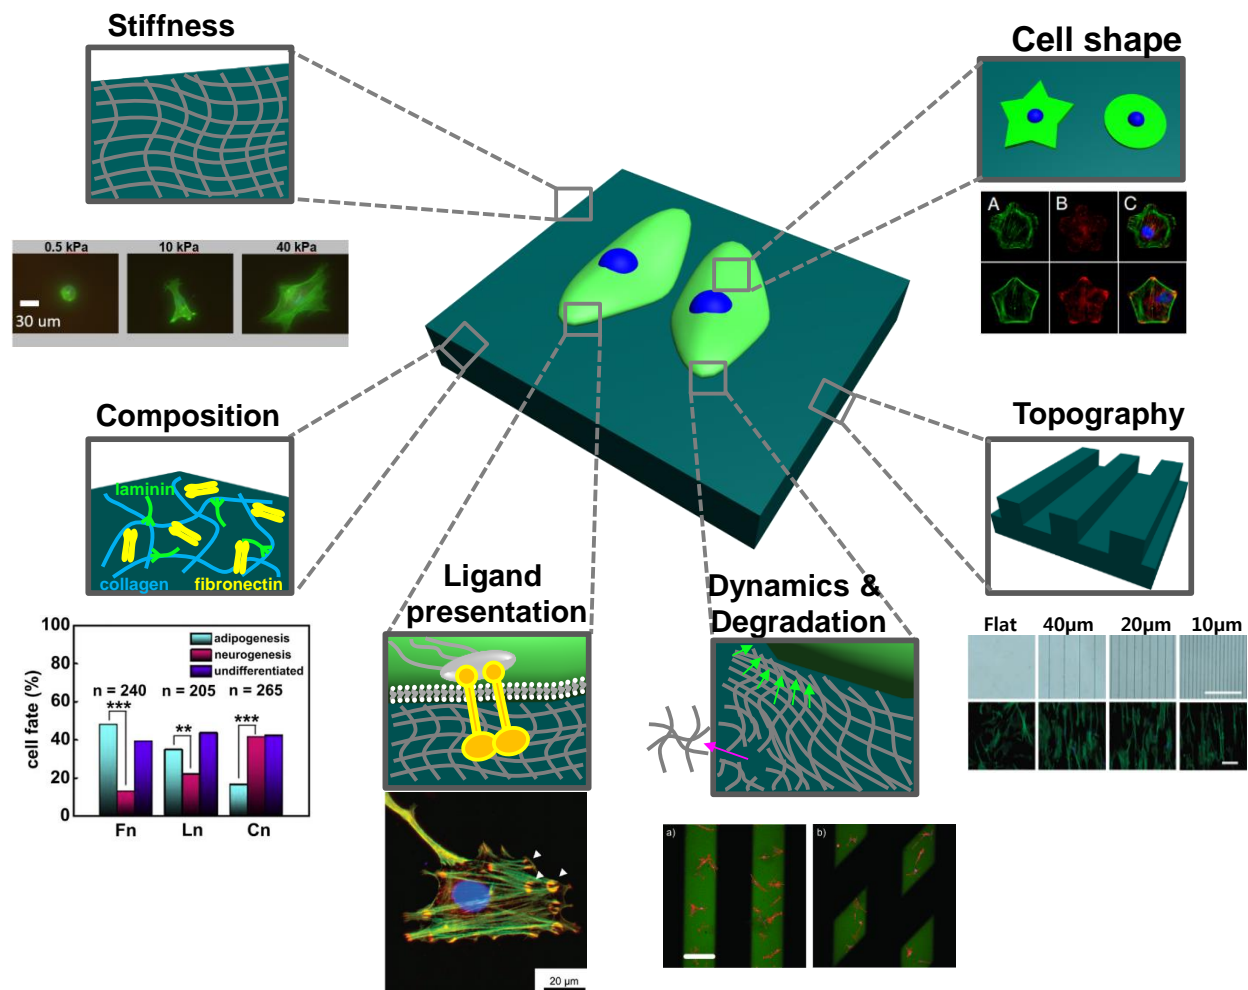 Stiffness
Cell shape
A B C
0.5 kPa 10 kPa 40 kPa
30 um
Composition
laminin
collagen fibronectin
Topography
Ligand
presentation
Dynamics &
Degradation
Flat 40µm 20µm 10µm
100
80
60
40
20
0
cell fate (%)
adipogenesis
neurogenesis
undifferentiated
n = 240 n = 205 n = 265
*** ** ***
Fn Ln Cn
20 µm
a) b)